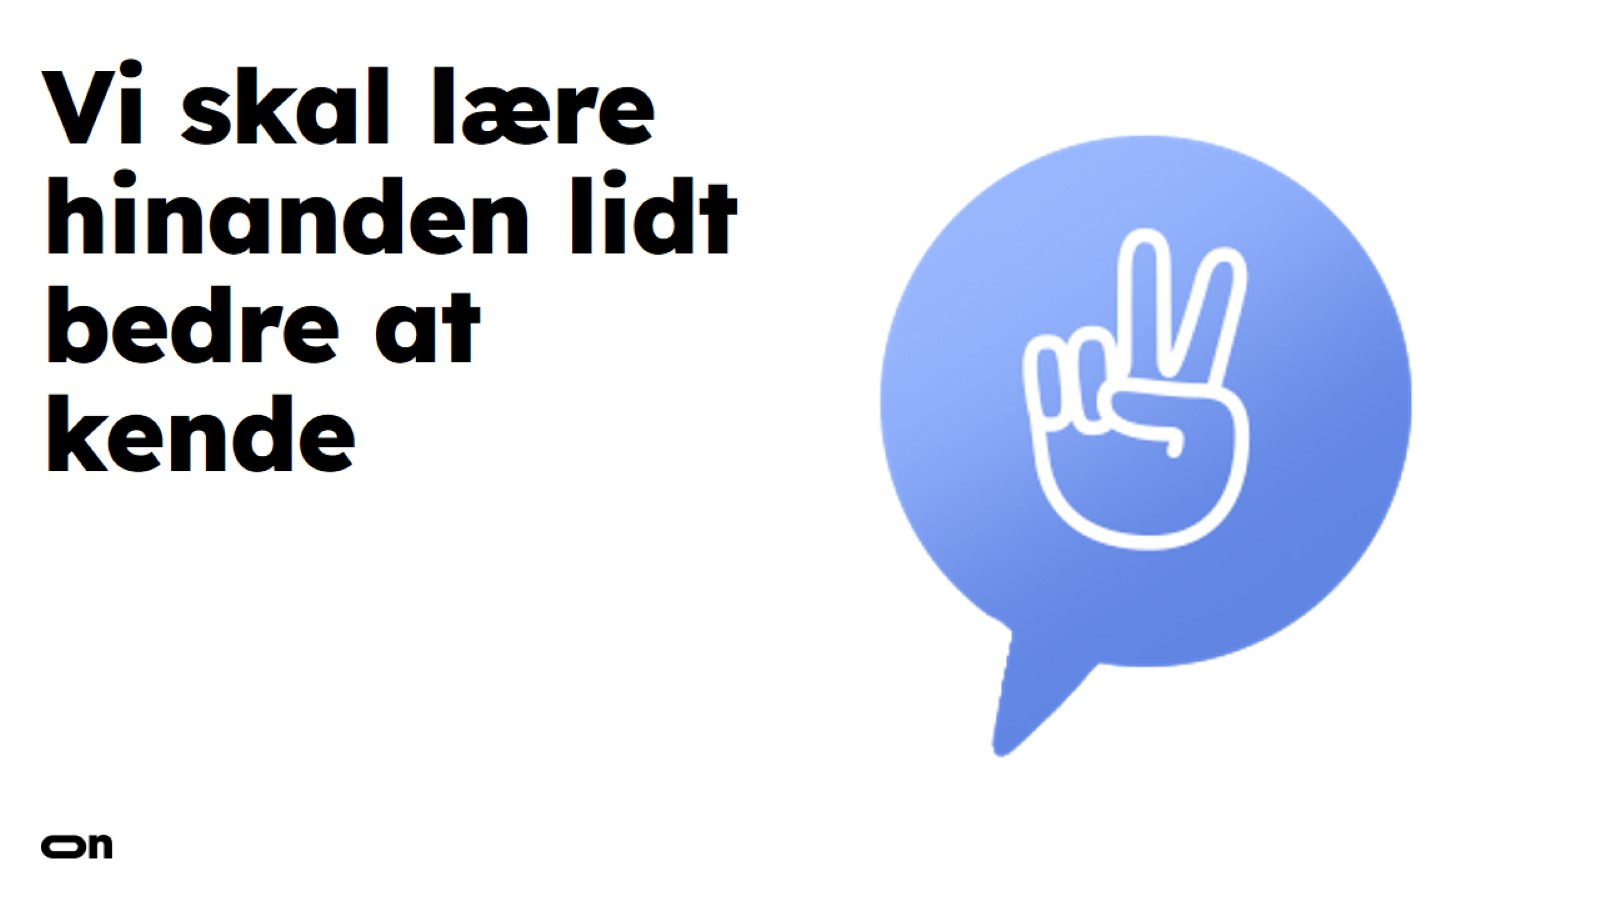 Vi skal lære
hinanden lidt
bedre at
kende
on